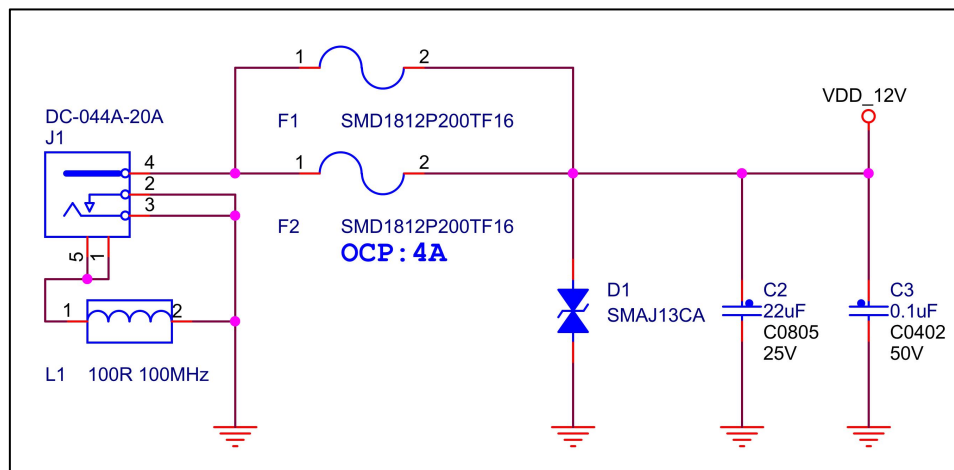 1
2
VDD_12V
DC-044A-20A
J1
F1 SMD1812P200TF16
4
1
2
2
3
F2 SMD1812P200TF16
OCP:4A
5
1
1
2
D1
SMAJ13CA
C2
22uF
C0805
25V
C3
0.1uF
C0402
50V
L1 100R 100MHz